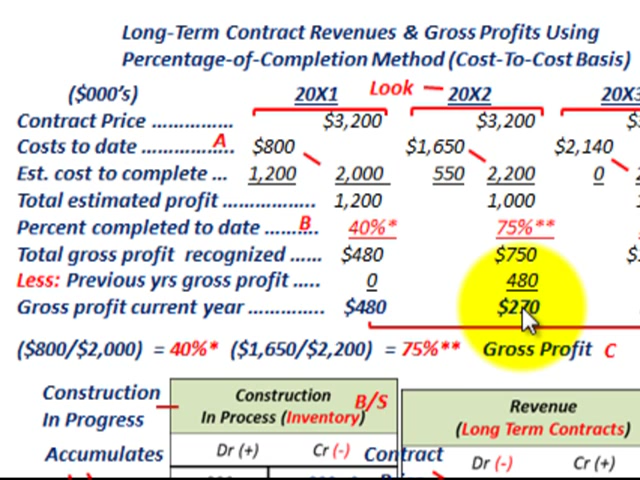 Long-Term Contract Revenues & Gross Profits Using
Percentage-of-Completion Method (Cost-To-Cost Basis)
($000's) 20X1 Look 20X2 20X3
Contract Price ............... $3,200 $3,200
Costs to date ................ A $800 $1,650 $2,140
Est. cost to complete ... 1,200 2,000 550 2,200 0
Total estimated profit ............... 1,200 1,000
Percent completed to date ......... B 40%* 75%**
Total gross profit recognized ...... $480 $750
Less: Previous yrs gross profit ..... 0 480
Gross profit current year .............. $480 $270
($800/$2,000) = 40%* ($1,650/$2,200) = 75%** Gross Profit C
Construction
In Progress
Accumulates
Construction B/S
In Process (Inventory)
Dr (+) Cr (-)
Contract
Revenue
(Long Term Contracts)
Dr (-) Cr (+)